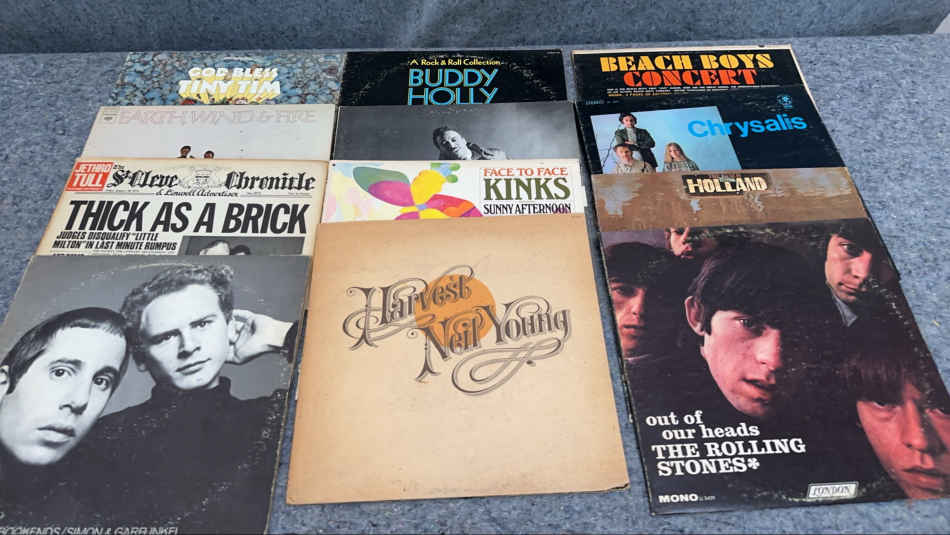 GOD BLESS
TINY TIM
EARTH, WIND & FIRE
JETHRO
TULL
The
St. Cleve Chronicle
& Linwell Advertiser
THICK AS A BRICK
JUDGES DISQUALIFY "LITTLE
MILTON" IN LAST MINUTE RUMPUS
BOOKENDS/SIMON & GARFUNKEL
A Rock & Roll Collection
BUDDY
HOLLY
FACE TO FACE
KINKS
SUNNY AFTERNOON
Harvest
Neil Young
BEACH BOYS
CONCERT
Chrysalis
HOLLAND
out of
our heads
THE ROLLING
STONES*
MONO
LONDON